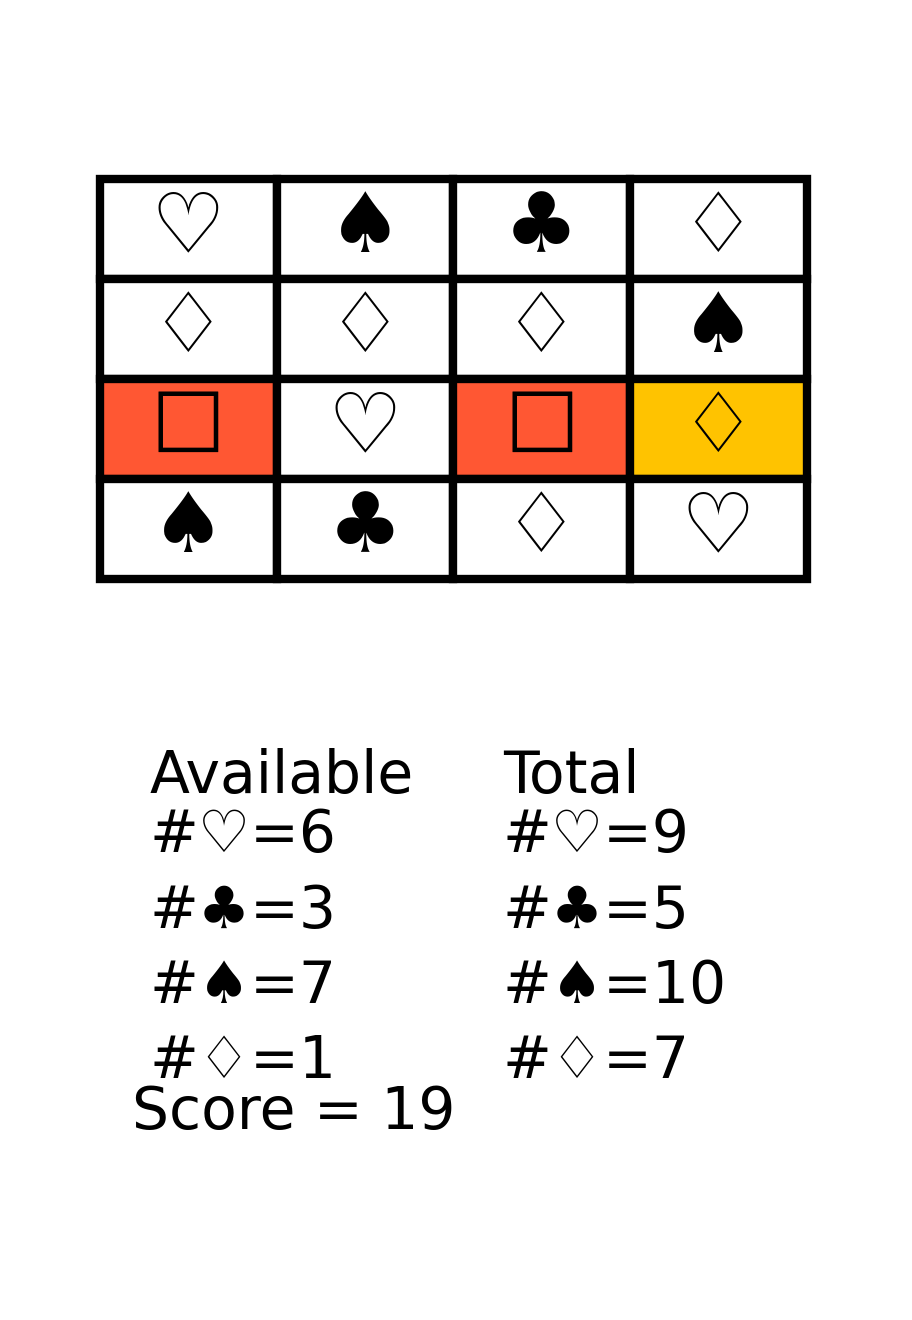 ♡ ♠ ♣ ♢
♢ ♢ ♢ ♠
□ ♡ □ ♢
♠ ♣ ♢ ♡
Available Total
#♡=6 #♡=9
#♣=3 #♣=5
#♠=7 #♠=10
#♢=1 #♢=7
Score = 19